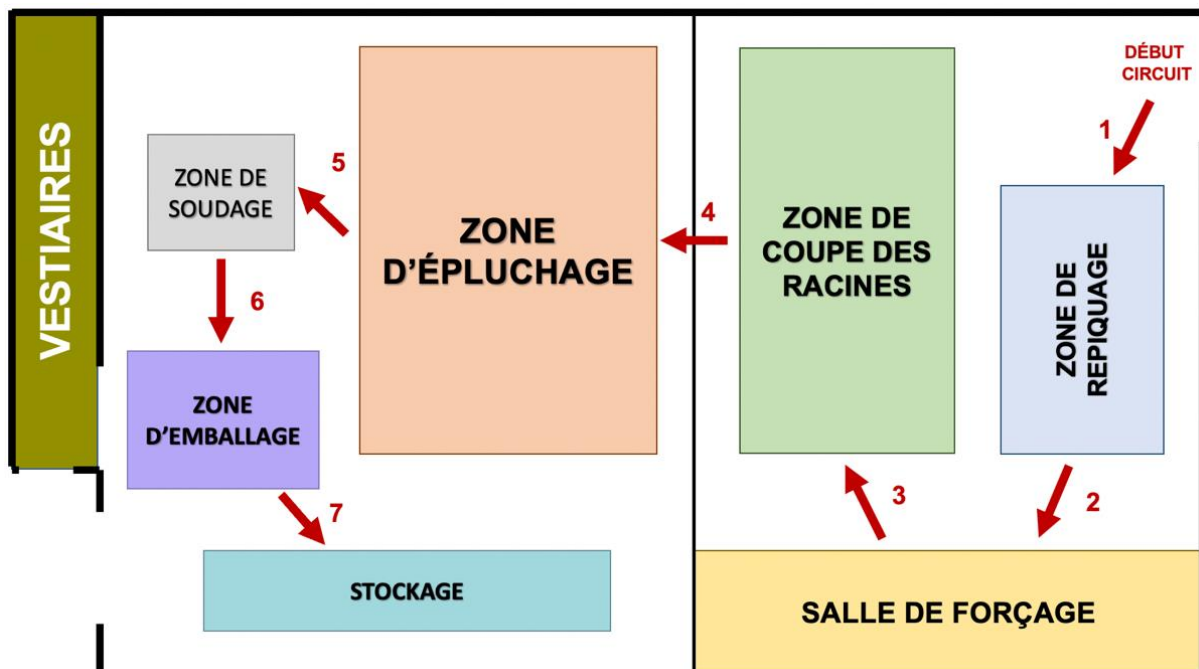 DÉBUT
CIRCUIT
1
ZONE DE
REPIQUAGE
2
SALLE DE FORÇAGE
3
ZONE DE
COUPE DES
RACINES
4
ZONE
D’ÉPLUCHAGE
5
ZONE DE
SOUDAGE
6
ZONE
D’EMBALLAGE
7
STOCKAGE
VESTIAIRES